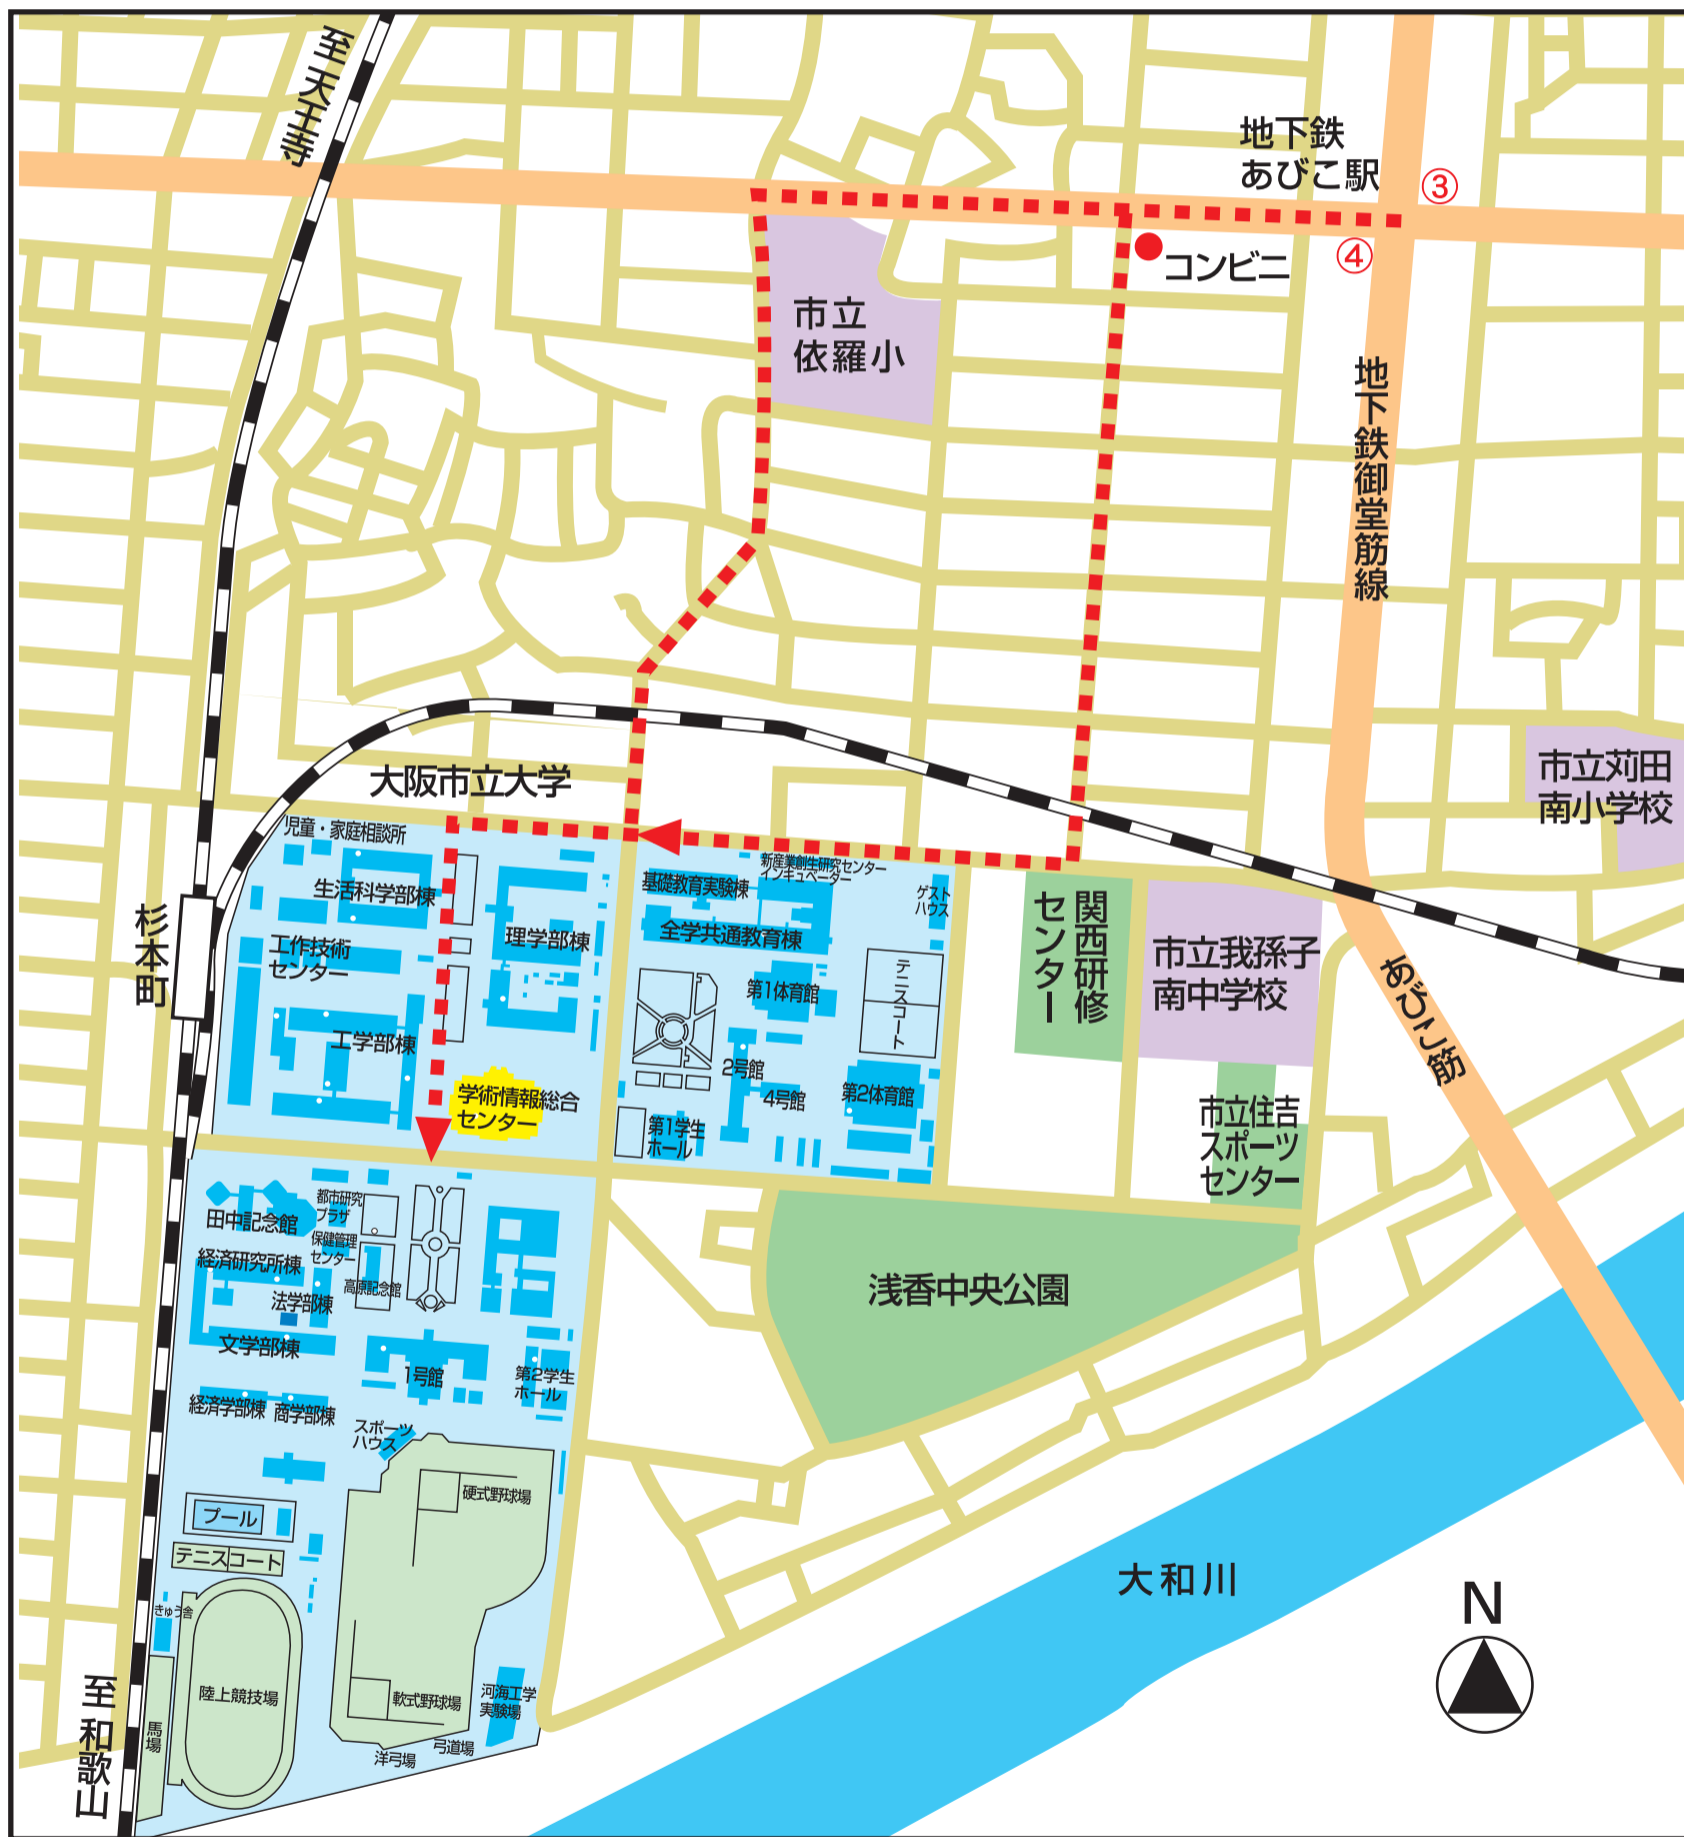 至天王寺
地下鉄
あびこ駅
③
④
コンビニ
市立
依羅小
地下鉄御堂筋線
市立苅田
南小学校
大阪市立大学
児童・家庭相談所
生活科学部棟
理学部棟
基礎教育実験棟
新産業創生研究センター
インキュベーター
ゲスト
ハウス
全学共通教育棟
工作技術
センター
第1体育館
テニスコート
関西研修
センター
市立我孫子
南中学校
杉本町
工学部棟
2号館
4号館
第2体育館
あびこ筋
学術情報総合
センター
第1学生
ホール
市立住吉
スポーツ
センター
田中記念館
都市研究
プラザ
保健管理
センター
経済研究所棟
高原記念館
法学部棟
文学部棟
1号館
第2学生
ホール
浅香中央公園
経済学部棟
商学部棟
スポーツ
ハウス
硬式野球場
プール
テニスコート
大和川
N
きゅう舎
陸上競技場
軟式野球場
河海工学
実験場
馬場
洋弓場
弓道場
至和歌山